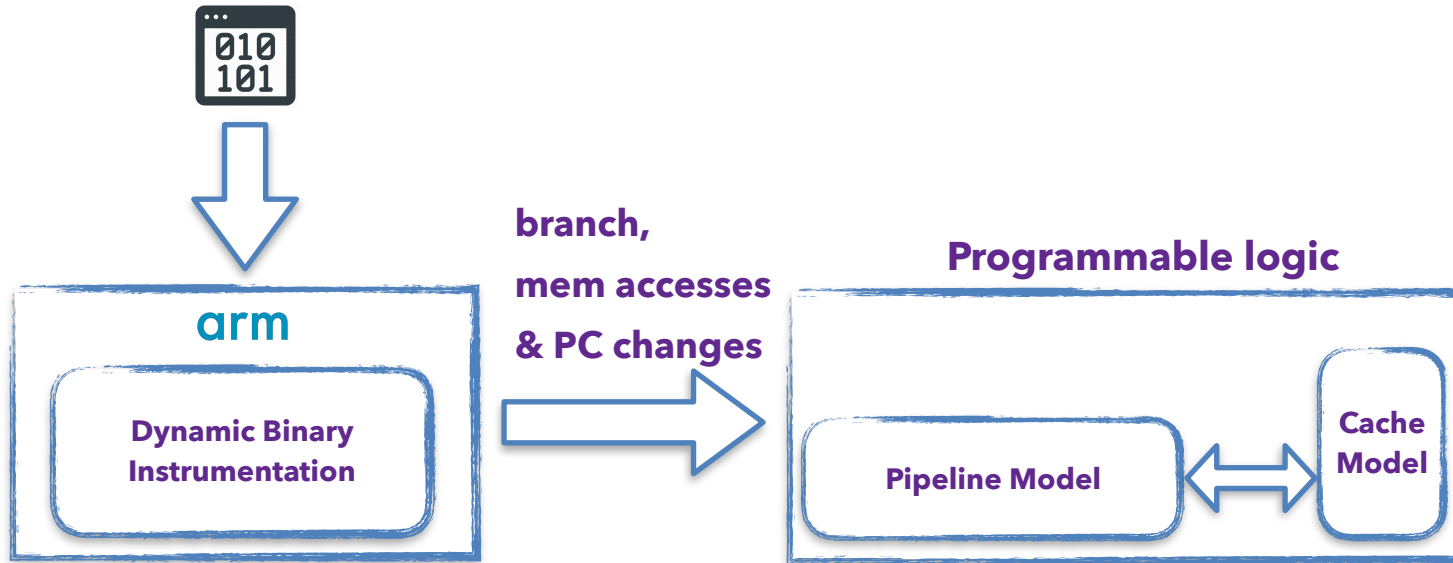 010
101
arm
Dynamic Binary
Instrumentation
branch,
mem accesses
& PC changes
Programmable logic
Pipeline Model
Cache
Model